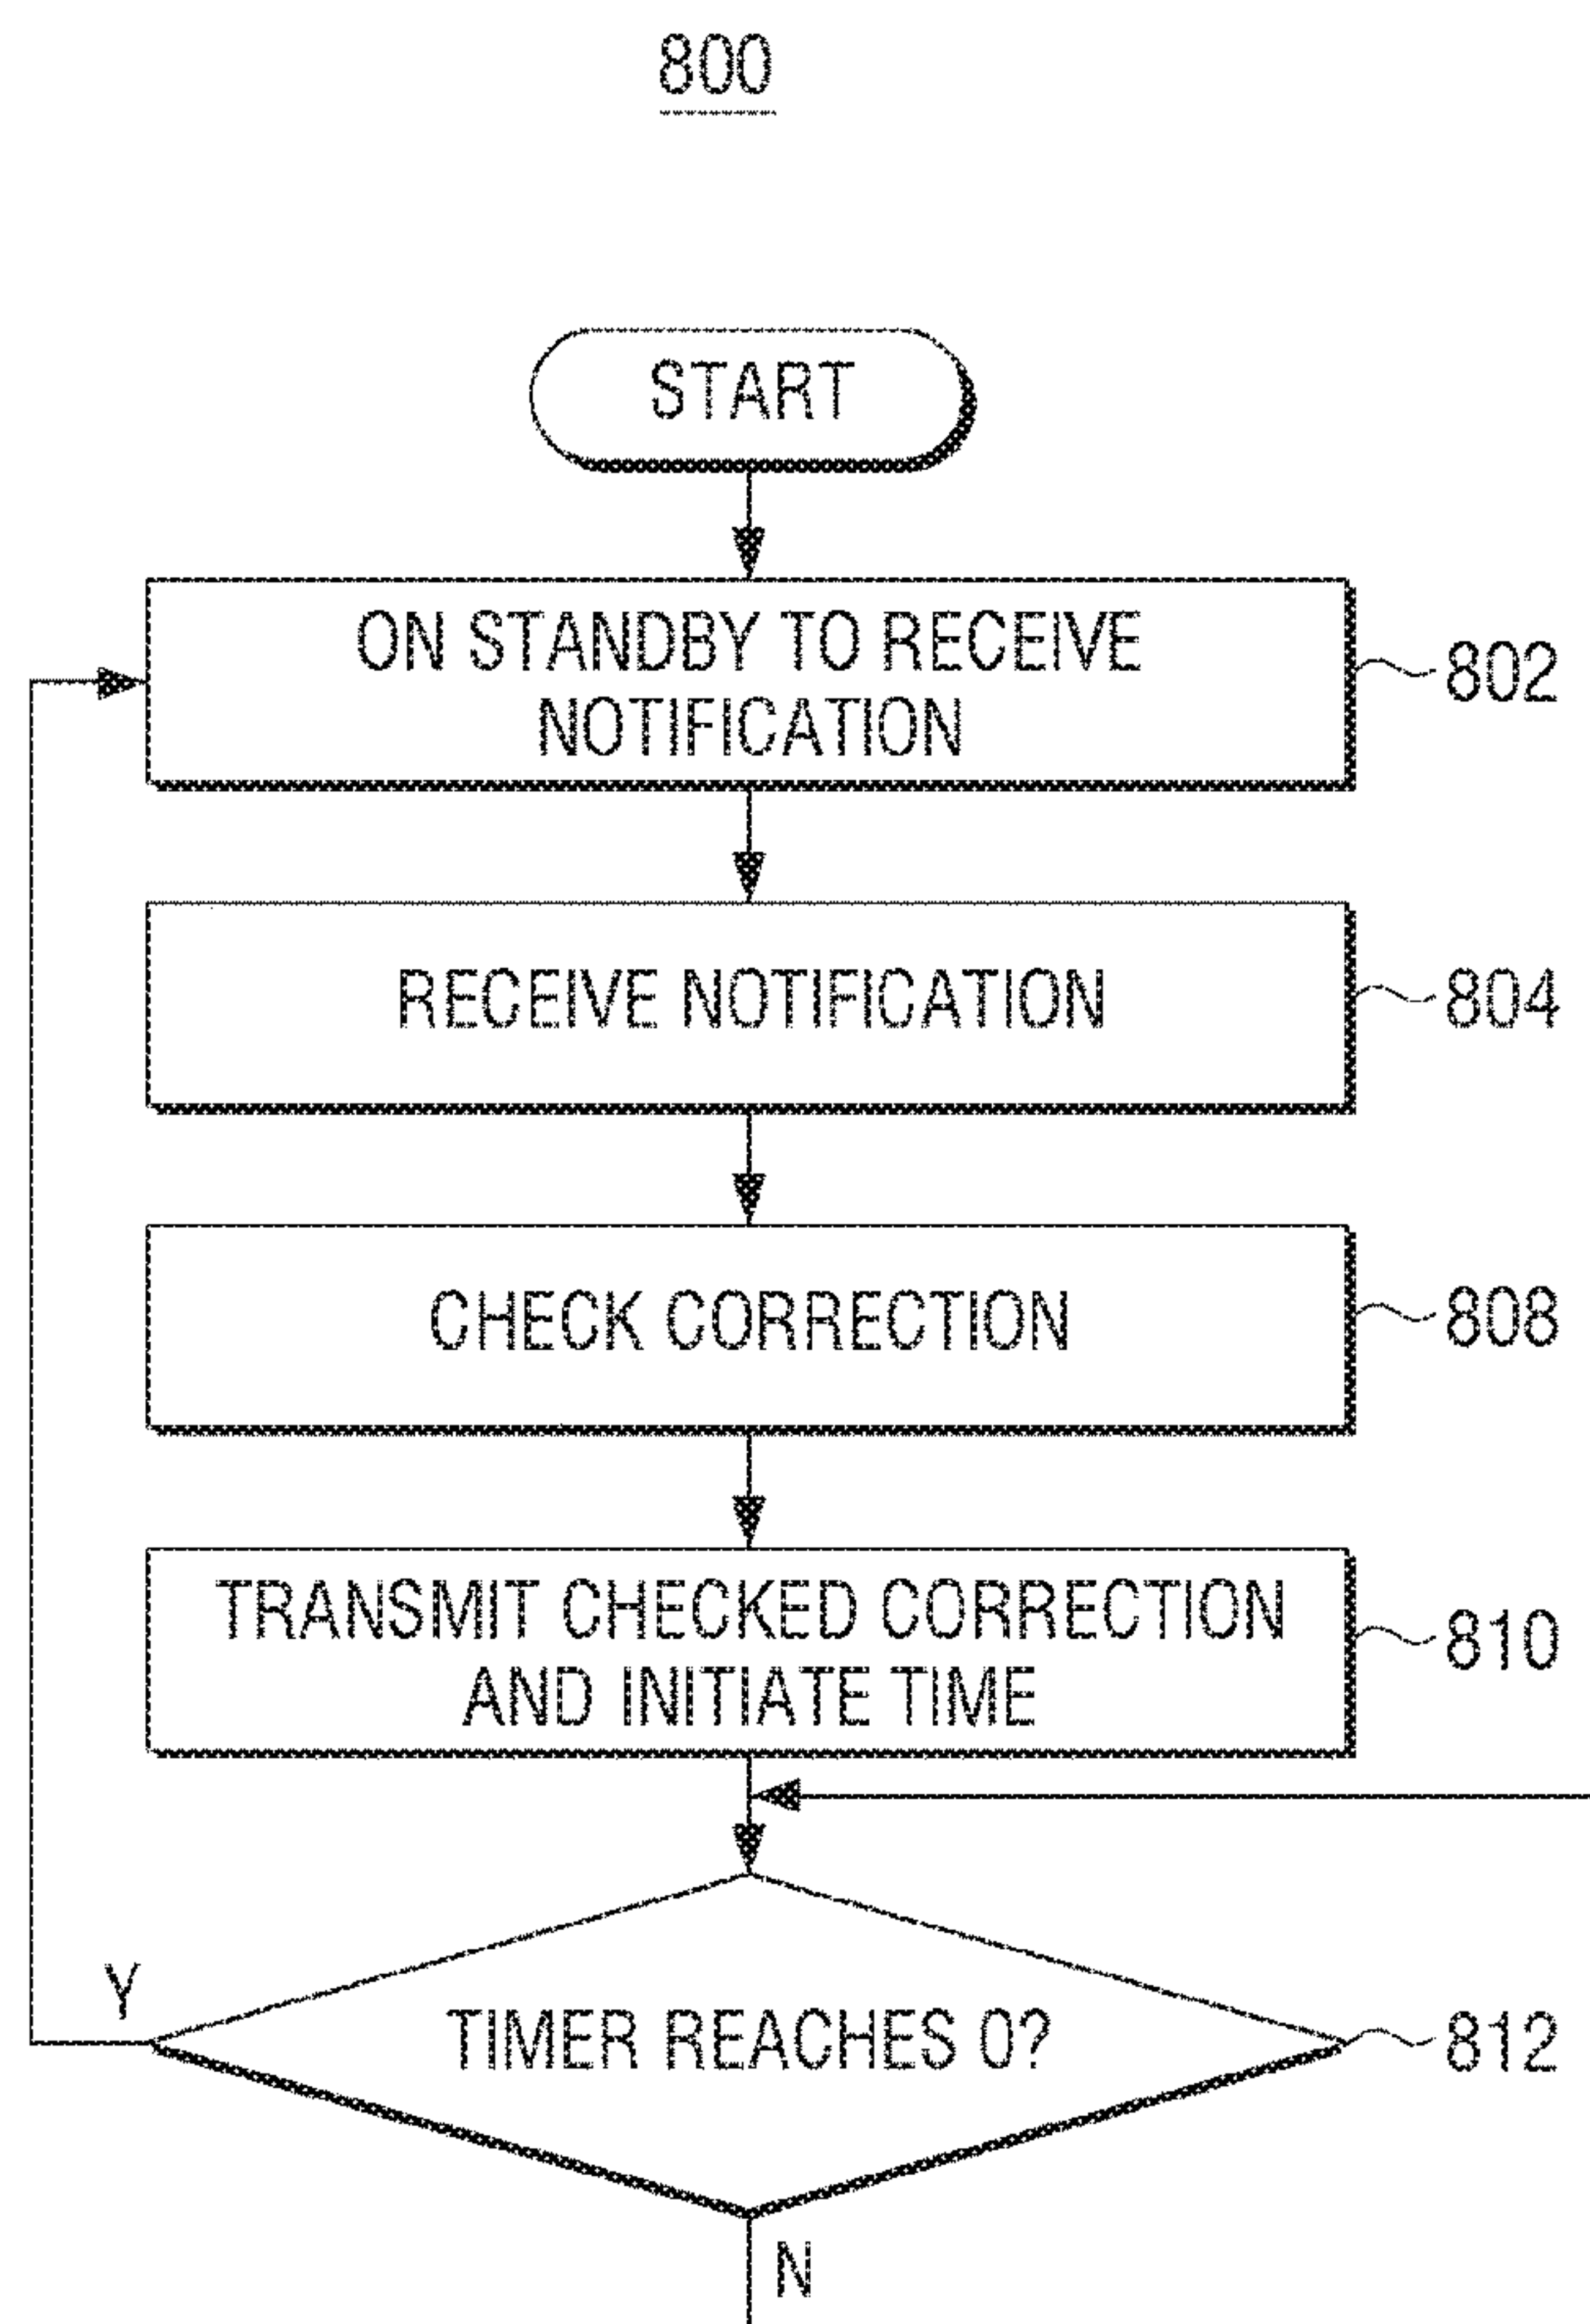 800
START
ON STANDBY TO RECEIVE
NOTIFICATION
802
RECEIVE NOTIFICATION
804
CHECK CORRECTION
808
TRANSMIT CHECKED CORRECTION
AND INITIATE TIME
810
Y
TIMER REACHES 0?
812
N